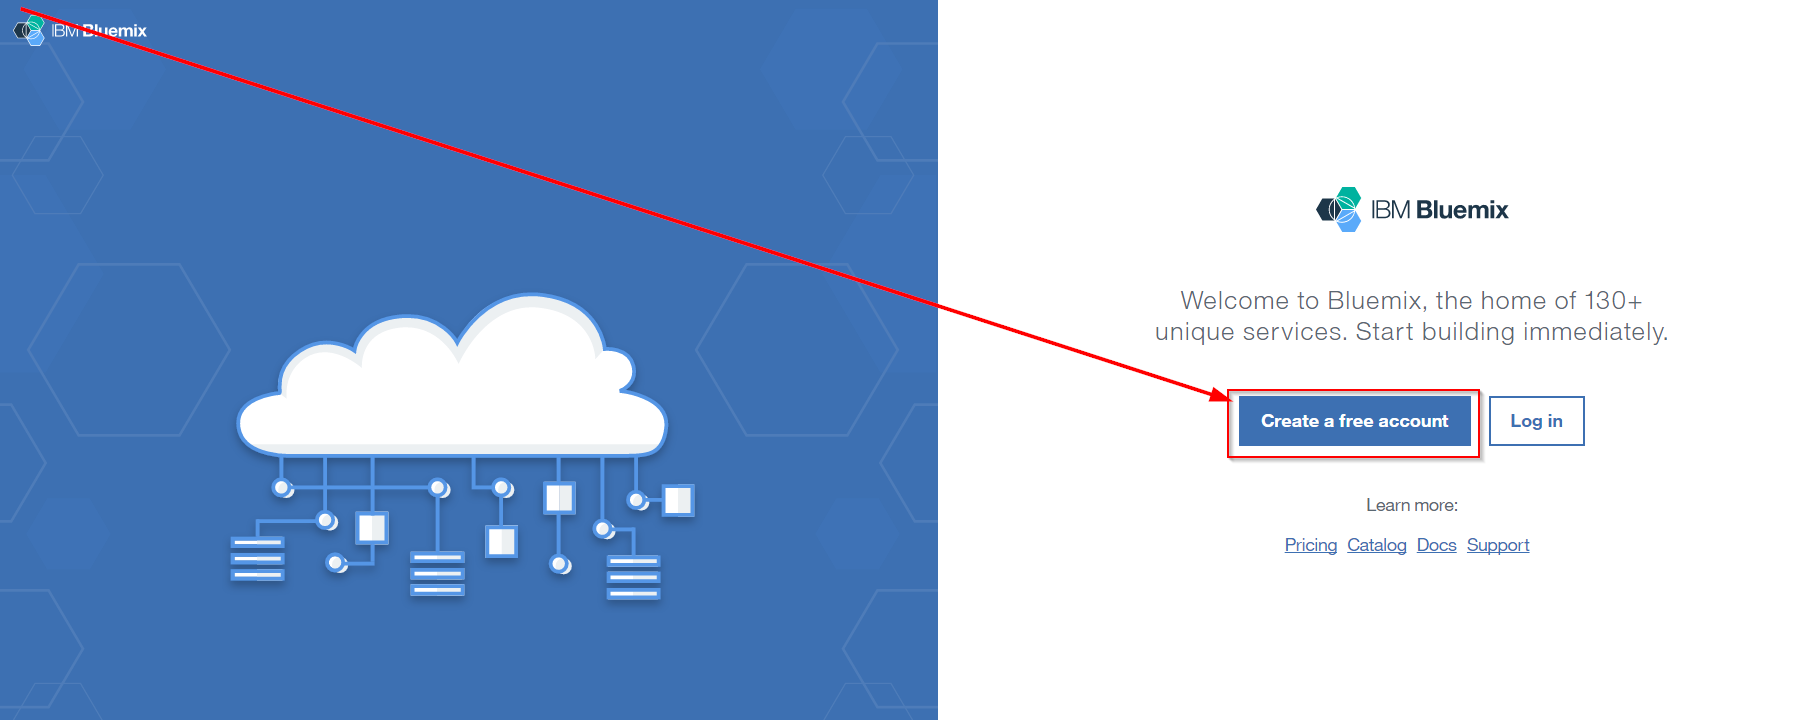 IBM Bluemix
IBM Bluemix
Welcome to Bluemix, the home of 130+
unique services. Start building immediately.
Create a free account
Log in
Learn more:
Pricing Catalog Docs Support